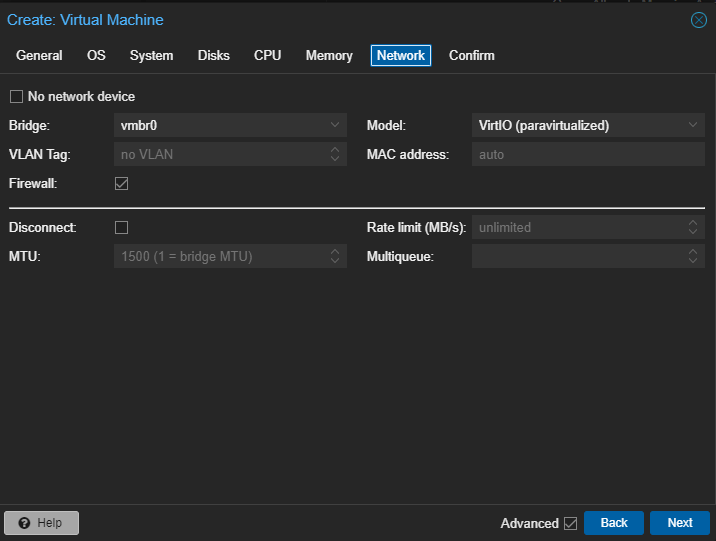 Create: Virtual Machine
General OS System Disks CPU Memory Network Confirm
No network device
Bridge: vmbr0 Model: VirtIO (paravirtualized)
VLAN Tag: no VLAN MAC address: auto
Firewall:
Disconnect: Rate limit (MB/s): unlimited
MTU: 1500 (1 = bridge MTU) Multiqueue:
Help Advanced Back Next